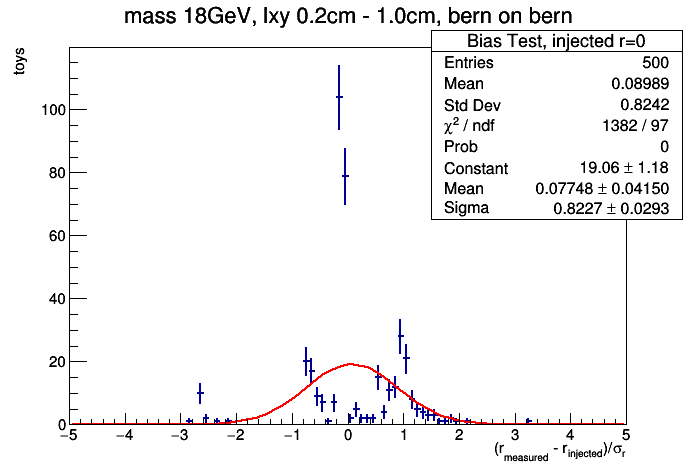 mass 18GeV, lxy 0.2cm - 1.0cm, bern on bern
Bias Test, injected r=0
Entries 500
Mean 0.08989
Std Dev 0.8242
χ² / ndf 1382 / 97
Prob 0
Constant 19.06 ± 1.18
Mean 0.07748 ± 0.04150
Sigma 0.8227 ± 0.0293
toys
100
80
60
40
20
0
−5 −4 −3 −2 −1 0 1 2 3 4 5
(r_measured - r_injected)/σ_r